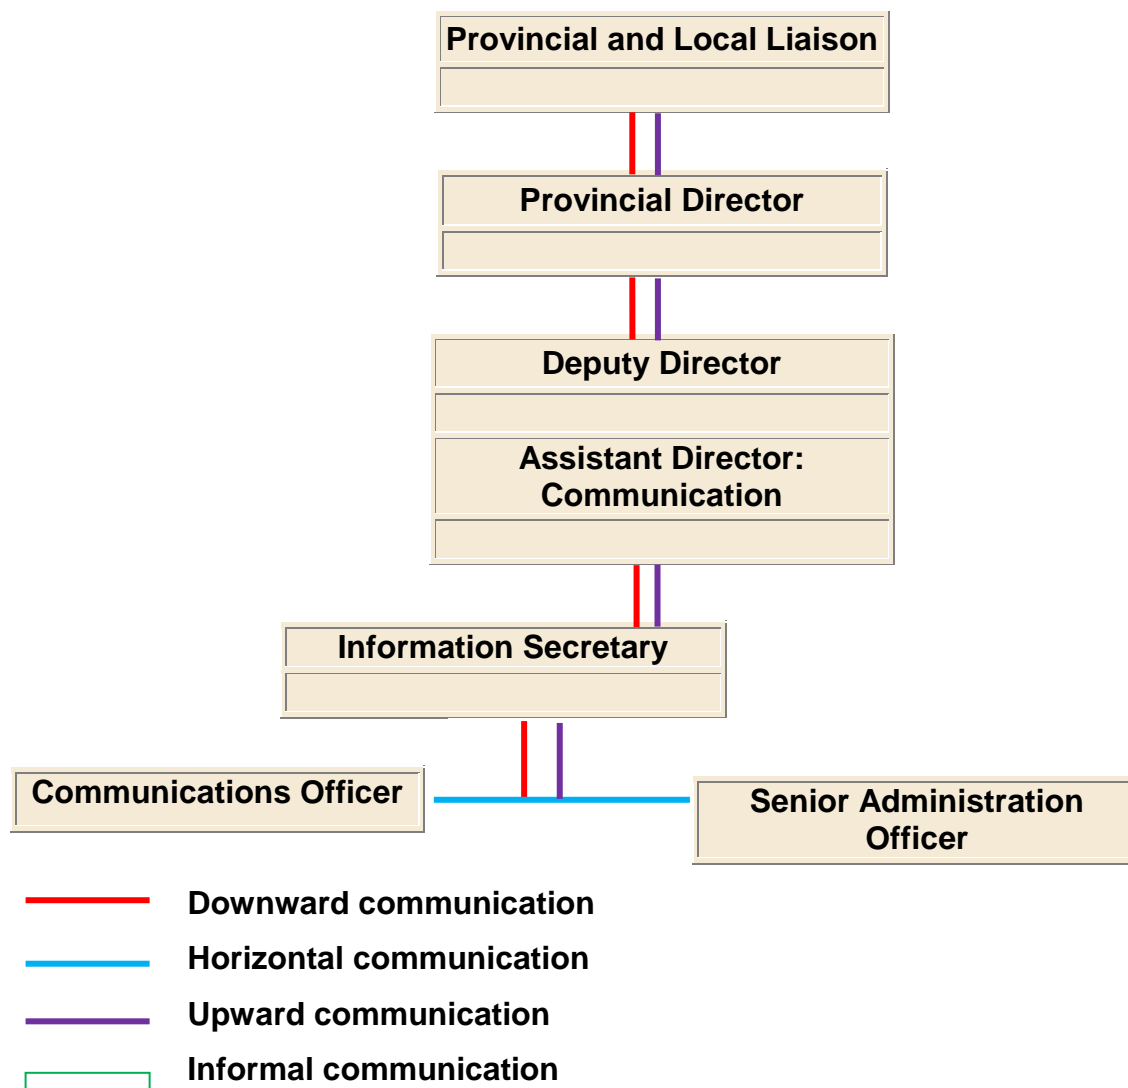 Provincial and Local Liaison
Provincial Director
Deputy Director
Assistant Director:
Communication
Information Secretary
Communications Officer
Senior Administration
Officer
Downward communication
Horizontal communication
Upward communication
Informal communication